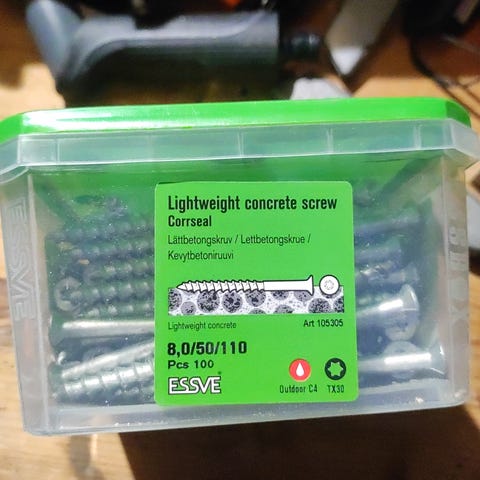 Lightweight concrete screw
Corrseal
Lättbetongskruv / Lettbetongskrue /
Kevytbetoniruuvi
Lightweight concrete
Art 105305
8,0/50/110
Pcs 100
ESSVE®
Outdoor C4
TX30
ESSVE